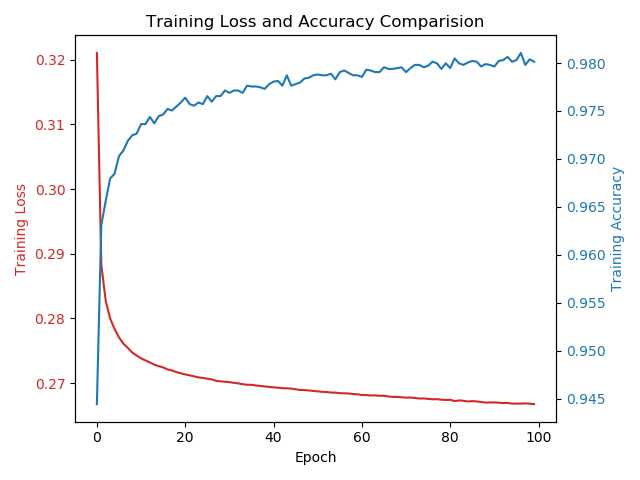 Training Loss and Accuracy Comparision
0.32
0.31
0.30
0.29
0.28
0.27
Training Loss
0.980
0.975
0.970
0.965
0.960
0.955
0.950
0.945
Training Accuracy
0 20 40 60 80 100
Epoch